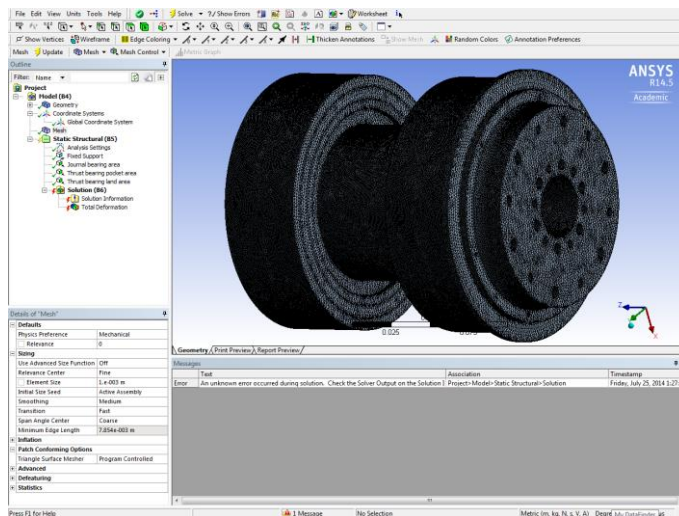 File Edit View Units Tools Help Solve ?/ Show Errors Worksheet
Show Vertices Wireframe Edge Coloring Thicken Annotations Show Mesh Random Colors Annotation Preferences
Mesh Update Mesh Mesh Control Metric Graph
Outline
Filter: Name
Project
Model (B4)
Geometry
Coordinate Systems
Global Coordinate System
Mesh
Static Structural (B5)
Analysis Settings
Fixed Support
Journal bearing area
Thrust bearing pocket area
Thrust bearing land area
Solution (B6)
Solution Information
Total Deformation
ANSYS
R14.5
Academic
0.025
0.075
Z
X
Geometry Print Preview Report Preview
Details of "Mesh"
Defaults
Physics Preference Mechanical
Relevance 0
Sizing
Use Advanced Size Function Off
Relevance Center Fine
Element Size 1.e-003 m
Initial Size Seed Active Assembly
Smoothing Medium
Transition Fast
Span Angle Center Coarse
Minimum Edge Length 7.854e-003 m
Inflation
Patch Conforming Options
Triangle Surface Mesher Program Controlled
Advanced
Defeaturing
Statistics
Messages
Text Association Timestamp
Error An unknown error occurred during solution. Check the Solver Output on the Solution I Project>Model>Static Structural>Solution Friday, July 25, 2014 1:27:
Press F1 for Help 1 Message No Selection Metric (m, kg, N, s, V, A) Degre My DataFinder as